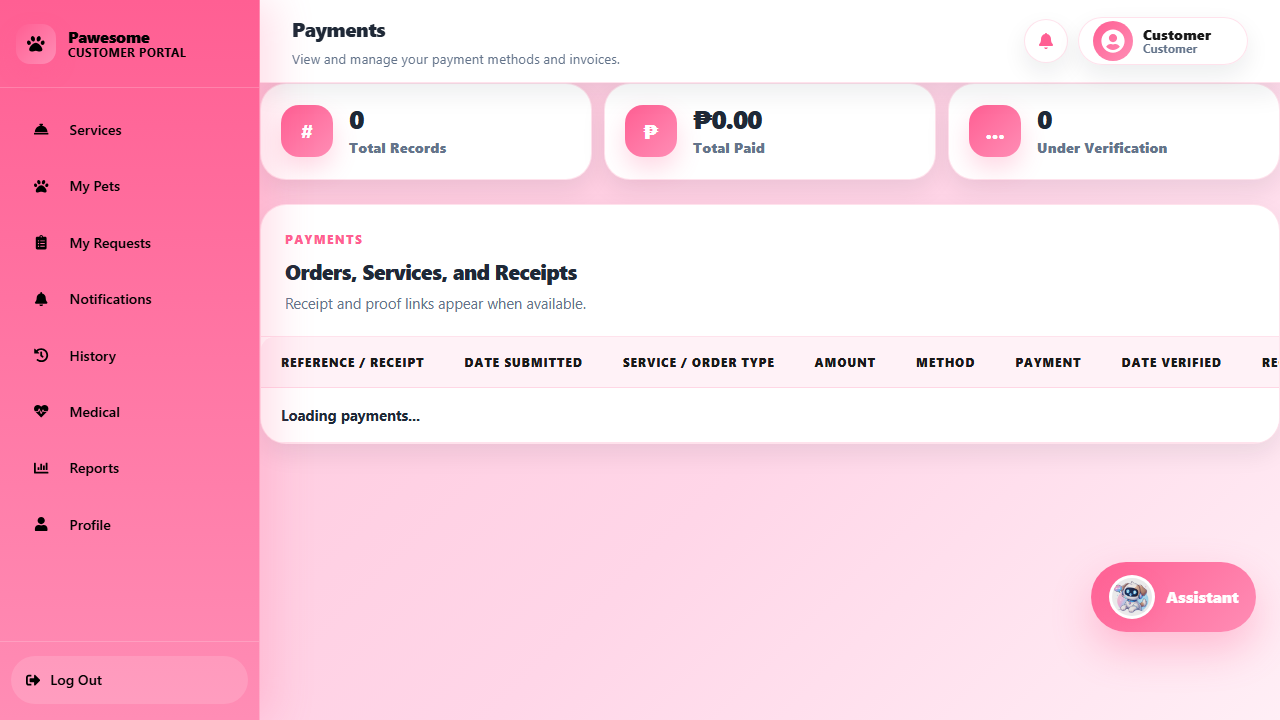 Pawesome
CUSTOMER PORTAL
Services
My Pets
My Requests
Notifications
History
Medical
Reports
Profile
Log Out
Payments
View and manage your payment methods and invoices.
Customer
Customer
#
0
Total Records
₱
₱0.00
Total Paid
...
0
Under Verification
PAYMENTS
Orders, Services, and Receipts
Receipt and proof links appear when available.
REFERENCE / RECEIPT DATE SUBMITTED SERVICE / ORDER TYPE AMOUNT METHOD PAYMENT DATE VERIFIED RE
Loading payments...
Assistant